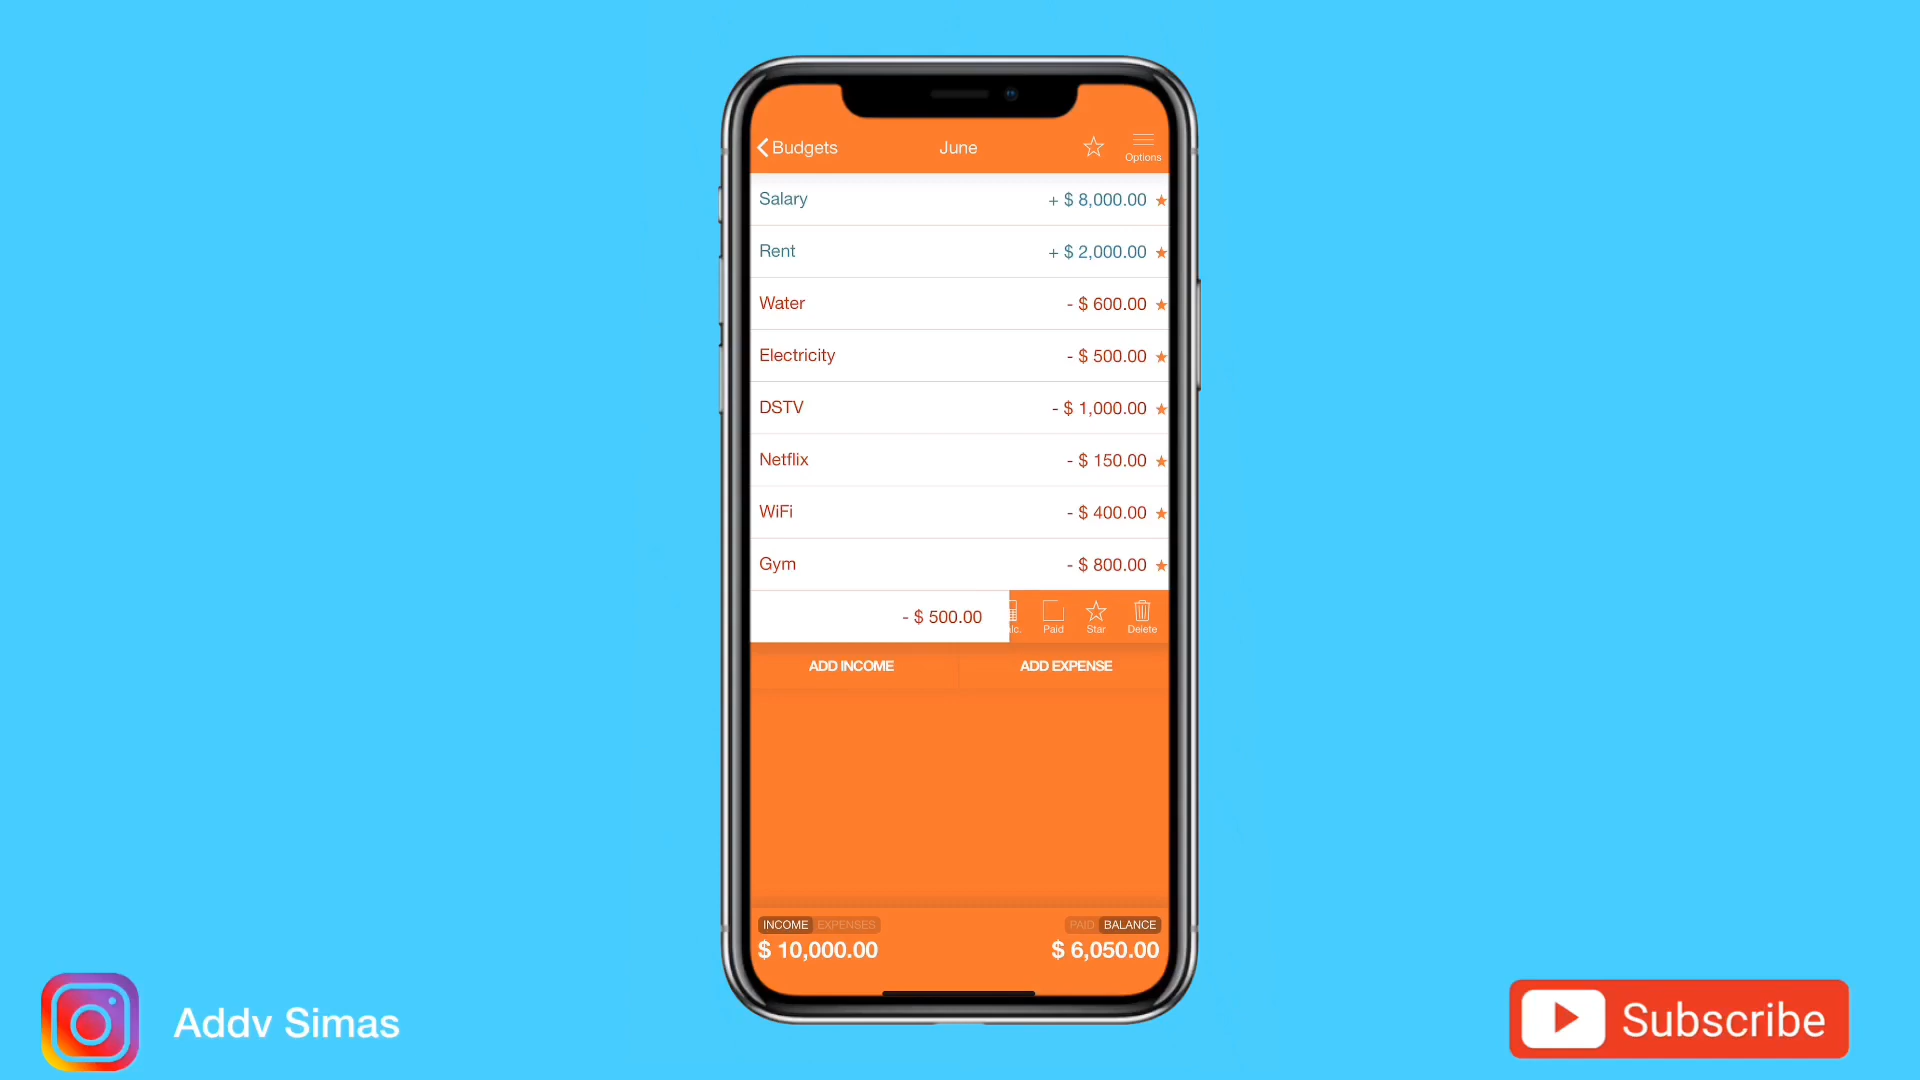 Budgets June Options
Salary + $ 8,000.00
Rent + $ 2,000.00
Water - $ 600.00
Electricity - $ 500.00
DSTV - $ 1,000.00
Netflix - $ 150.00
WiFi - $ 400.00
Gym - $ 800.00
- $ 500.00 lc. Paid Star Delete
ADD INCOME ADD EXPENSE
INCOME EXPENSES PAID BALANCE
$ 10,000.00 $ 6,050.00
Addv Simas
Subscribe